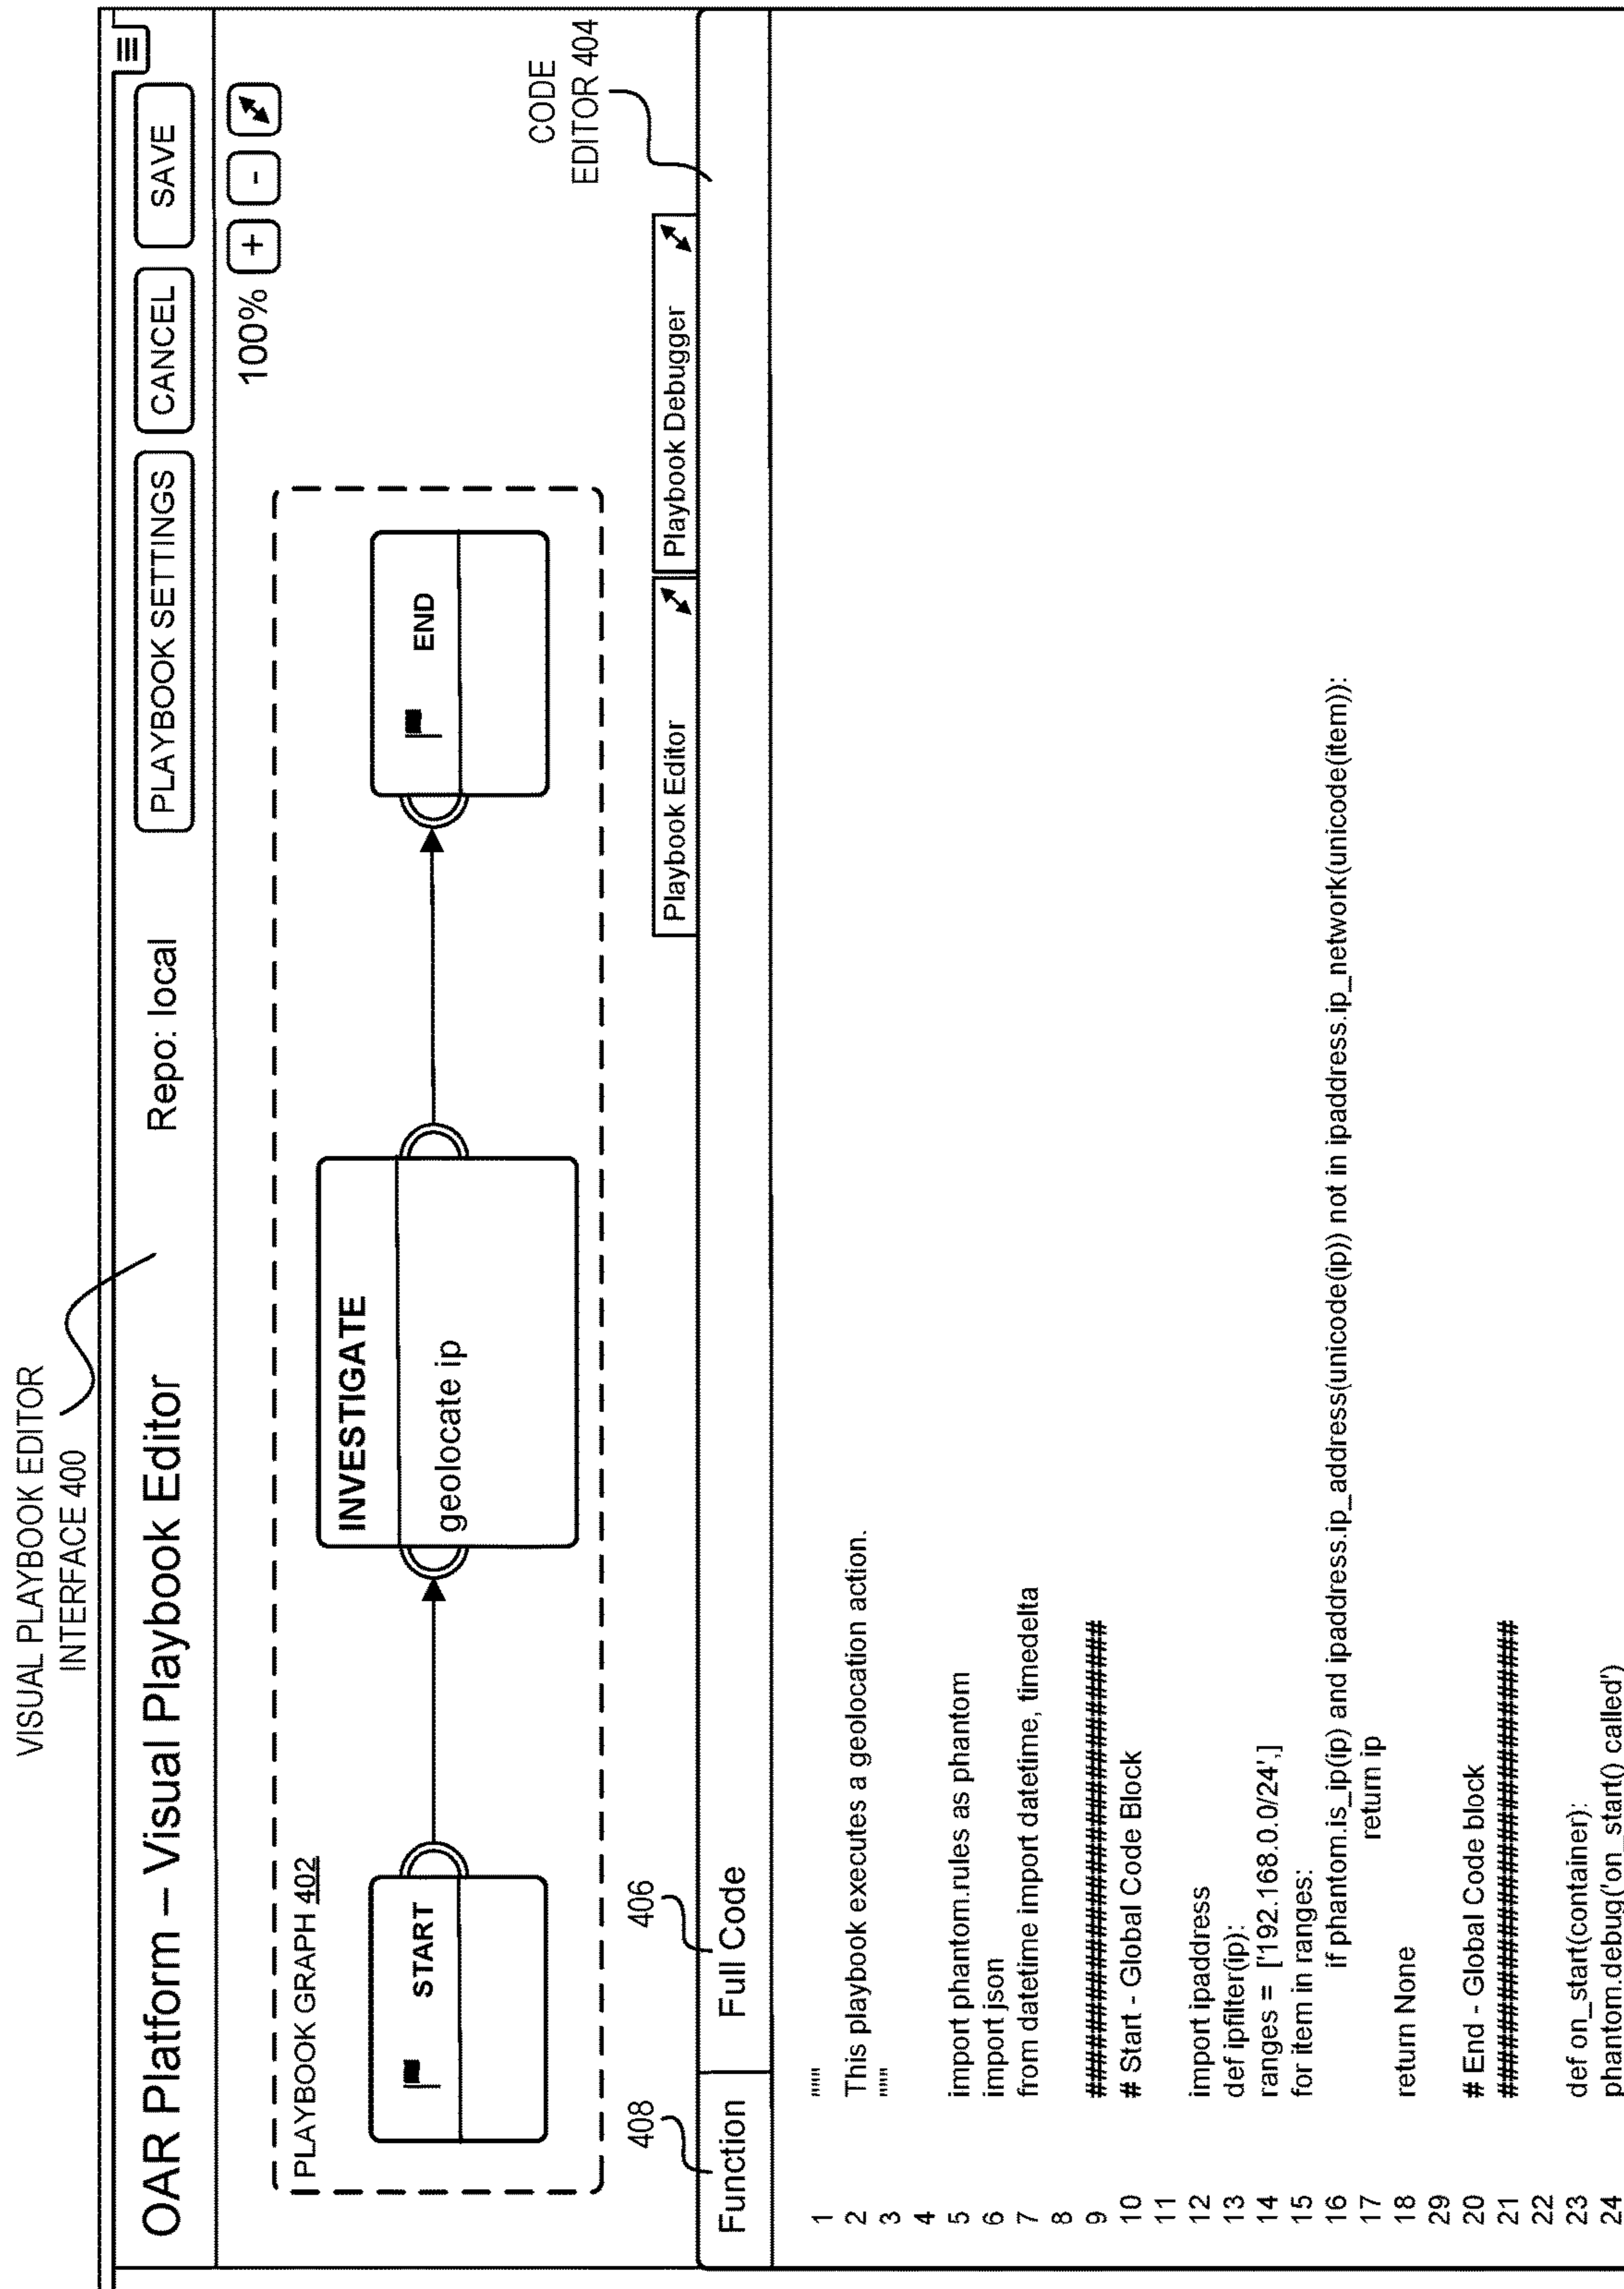 VISUAL PLAYBOOK EDITOR
INTERFACE 400
OAR Platform – Visual Playbook Editor
Repo: local
PLAYBOOK SETTINGS
CANCEL
SAVE
100%
+
-
PLAYBOOK GRAPH 402
START
INVESTIGATE
geolocate ip
END
CODE
EDITOR 404
408
406
Playbook Editor
Playbook Debugger
Function
Full Code
1 """
2 This playbook executes a geolocation action.
3 """
4
5 import phantom.rules as phantom
6 import json
7 from datetime import datetime, timedelta
8
9 ##############################
10 # Start - Global Code Block
11
12 import ipaddress
13 def ipfilter(ip):
14 ranges = ['192.168.0.0/24',]
15 for item in ranges:
16 if phantom.is_ip(ip) and ipaddress.ip_address(unicode(ip)) not in ipaddress.ip_network(unicode(item)):
17 return ip
18 return None
29
20 # End - Global Code block
21 ##############################
22
23 def on_start(container):
24 phantom.debug('on_start() called')